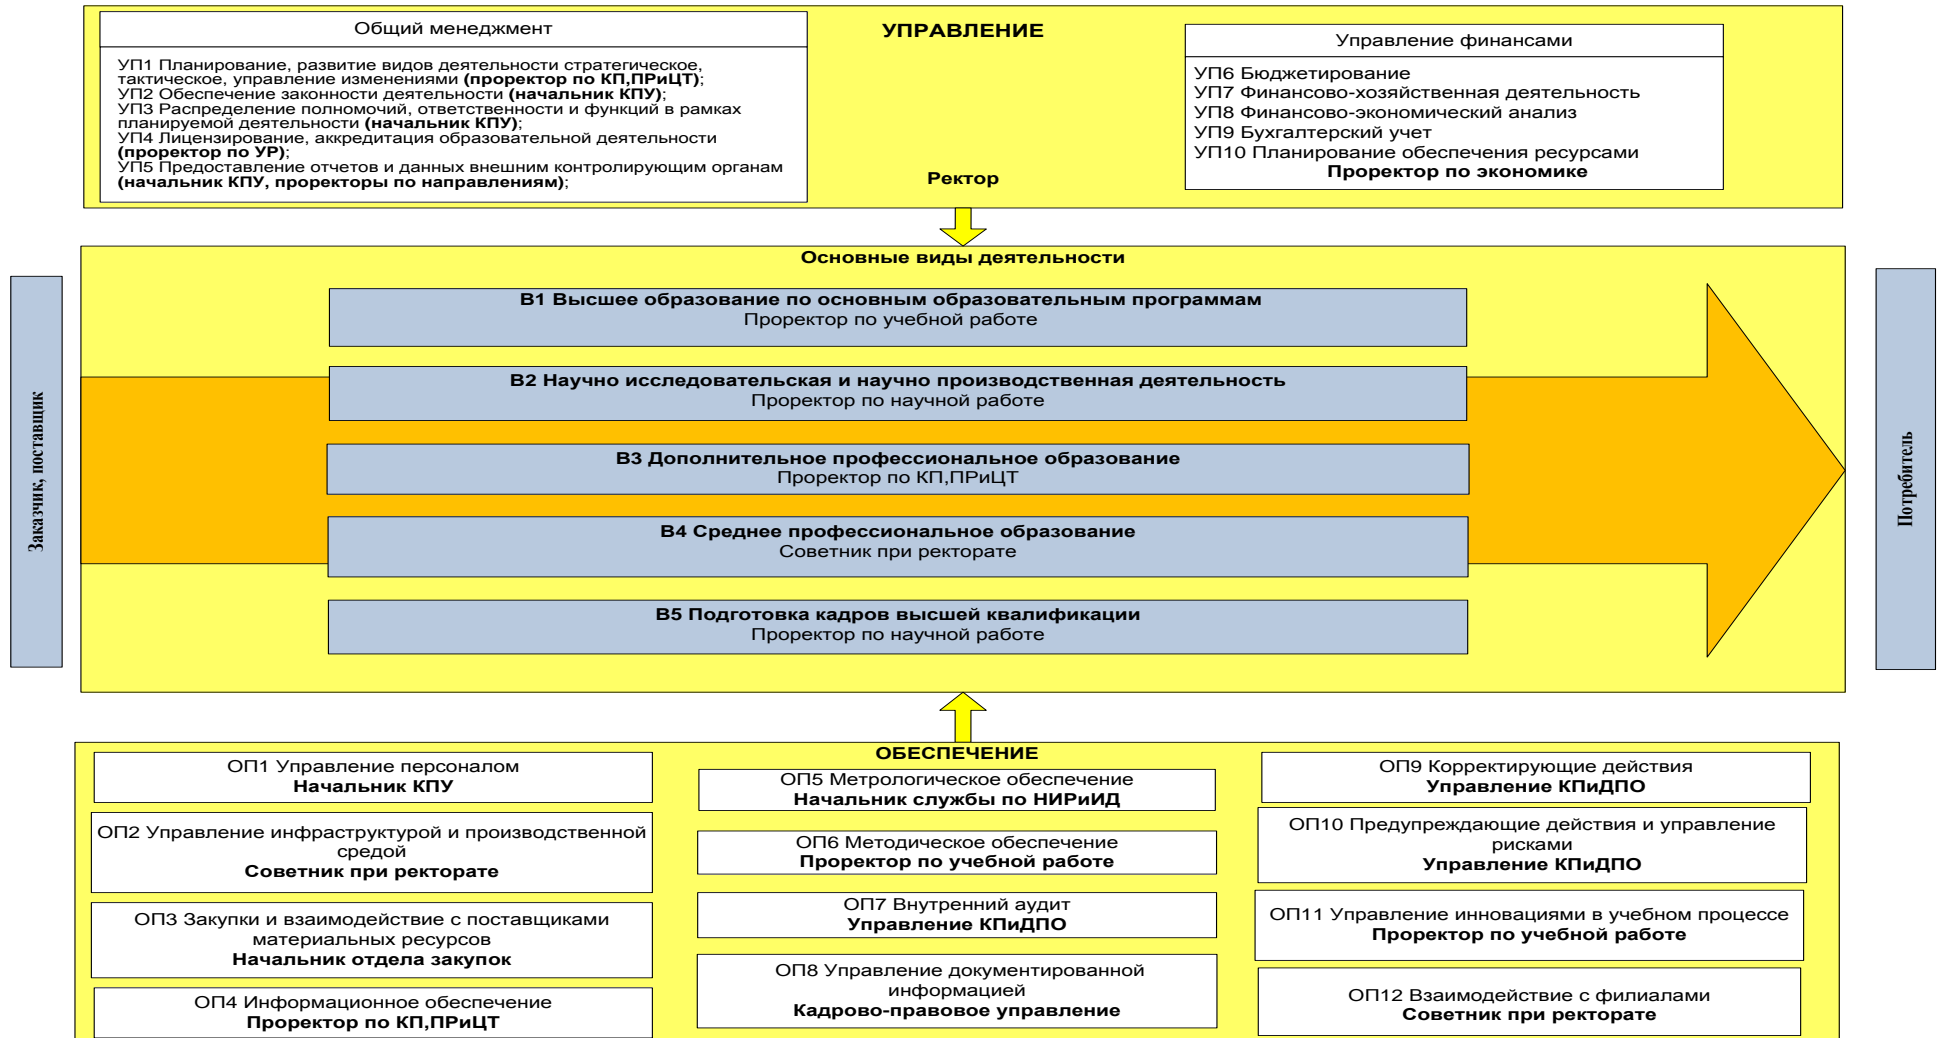 УПРАВЛЕНИЕ
Общий менеджмент
УП1 Планирование, развитие видов деятельности стратегическое,
тактическое, управление изменениями (проректор по КП,ПРиЦТ);
УП2 Обеспечение законности деятельности (начальник КПУ);
УП3 Распределение полномочий, ответственности и функций в рамках
планируемой деятельности (начальник КПУ);
УП4 Лицензирование, аккредитация образовательной деятельности
(проректор по УР);
УП5 Предоставление отчетов и данных внешним контролирующим органам
(начальник КПУ, проректоры по направлениям);
Ректор
Управление финансами
УП6 Бюджетирование
УП7 Финансово-хозяйственная деятельность
УП8 Финансово-экономический анализ
УП9 Бухгалтерский учет
УП10 Планирование обеспечения ресурсами
Проректор по экономике
Заказчик, поставщик
Основные виды деятельности
В1 Высшее образование по основным образовательным программам
Проректор по учебной работе
В2 Научно исследовательская и научно производственная деятельность
Проректор по научной работе
В3 Дополнительное профессиональное образование
Проректор по КП,ПРиЦТ
В4 Среднее профессиональное образование
Советник при ректорате
В5 Подготовка кадров высшей квалификации
Проректор по научной работе
Потребитель
ОБЕСПЕЧЕНИЕ
ОП1 Управление персоналом
Начальник КПУ
ОП2 Управление инфраструктурой и производственной
средой
Советник при ректорате
ОП3 Закупки и взаимодействие с поставщиками
материальных ресурсов
Начальник отдела закупок
ОП4 Информационное обеспечение
Проректор по КП,ПРиЦТ
ОП5 Метрологическое обеспечение
Начальник службы по НИРиИД
ОП6 Методическое обеспечение
Проректор по учебной работе
ОП7 Внутренний аудит
Управление КПиДПО
ОП8 Управление документированной
информацией
Кадрово-правовое управление
ОП9 Корректирующие действия
Управление КПиДПО
ОП10 Предупреждающие действия и управление
рисками
Управление КПиДПО
ОП11 Управление инновациями в учебном процессе
Проректор по учебной работе
ОП12 Взаимодействие с филиалами
Советник при ректорате